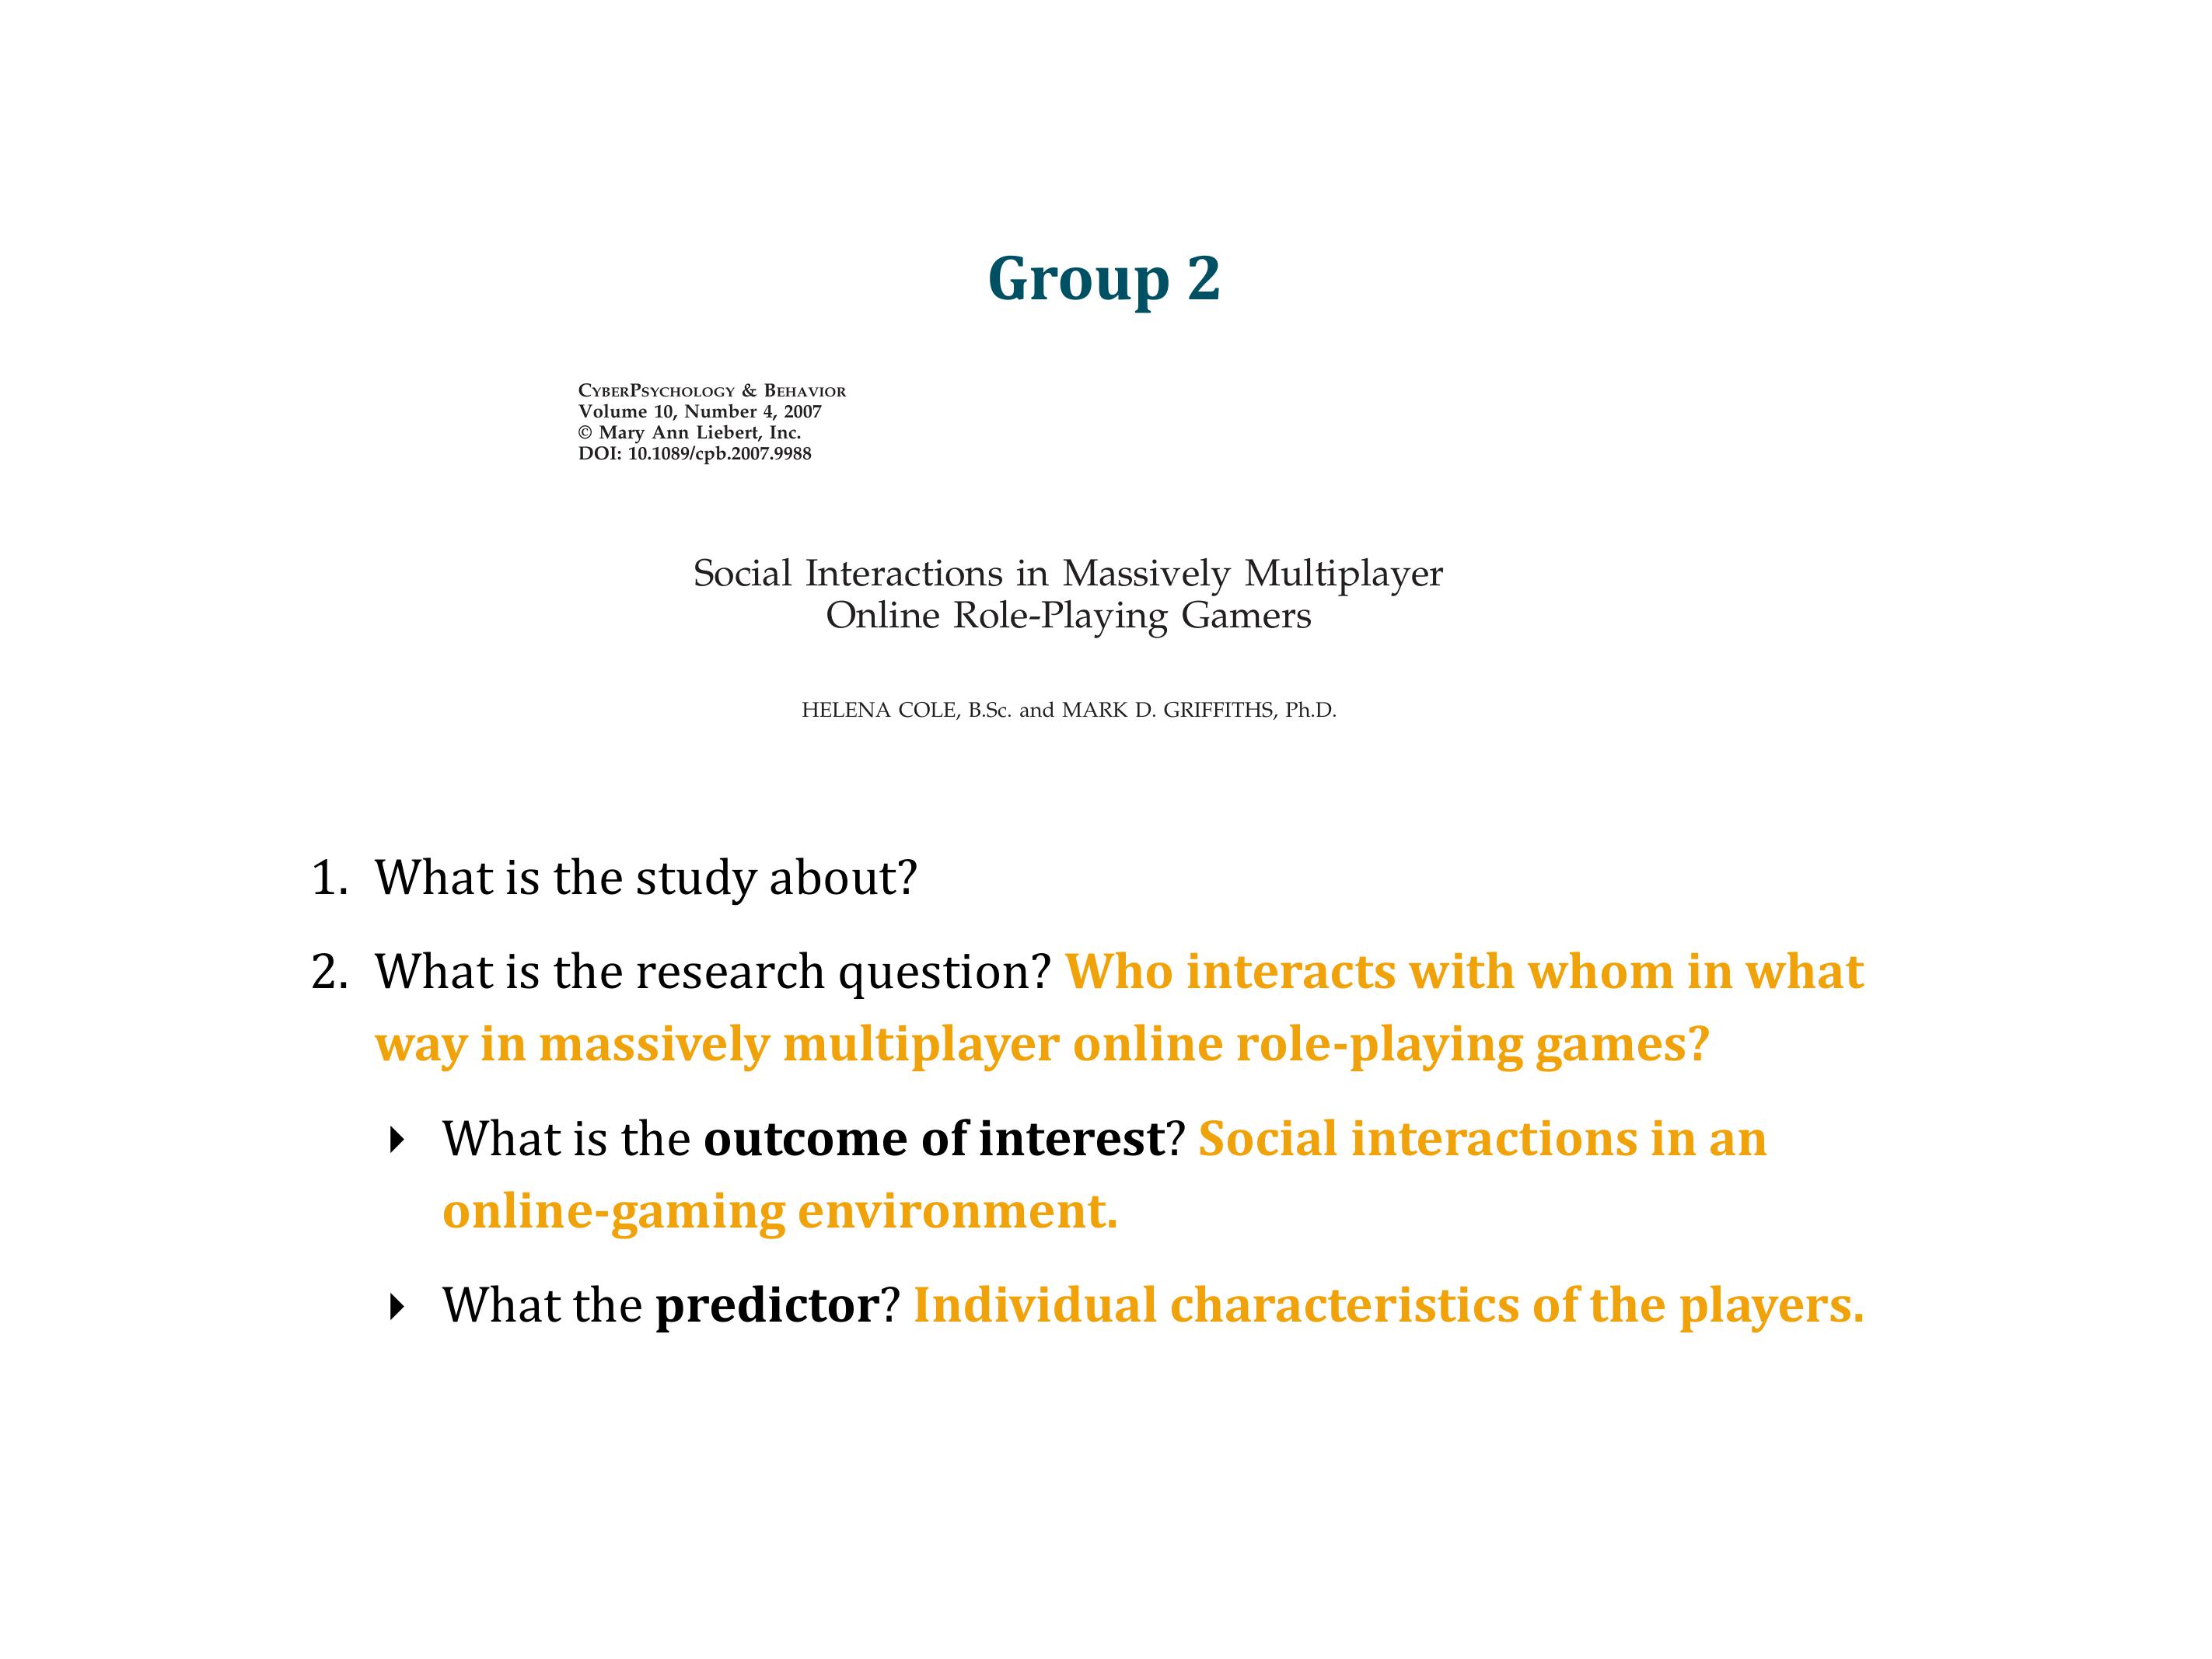 Group 2
CyberPsychology & Behavior
Volume 10, Number 4, 2007
© Mary Ann Liebert, Inc.
DOI: 10.1089/cpb.2007.9988
Social Interactions in Massively Multiplayer
Online Role-Playing Gamers
HELENA COLE, B.Sc. and MARK D. GRIFFITHS, Ph.D.
1. What is the study about?
2. What is the research question? Who interacts with whom in what
way in massively multiplayer online role-playing games?
What is the outcome of interest? Social interactions in an
online-gaming environment.
What the predictor? Individual characteristics of the players.